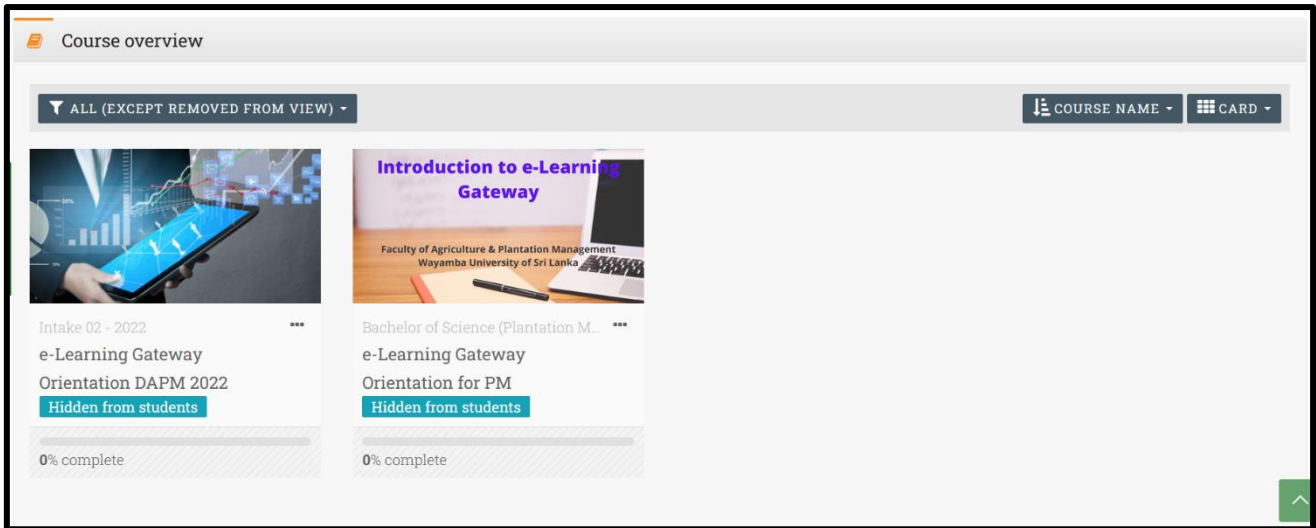 Course overview
ALL (EXCEPT REMOVED FROM VIEW)
COURSE NAME
CARD
Introduction to e-Learning
Gateway
Faculty of Agriculture & Plantation Management
Wayamba University of Sri Lanka
Intake 02 - 2022
e-Learning Gateway
Orientation DAPM 2022
Hidden from students
0% complete
Bachelor of Science (Plantation M...
e-Learning Gateway
Orientation for PM
Hidden from students
0% complete